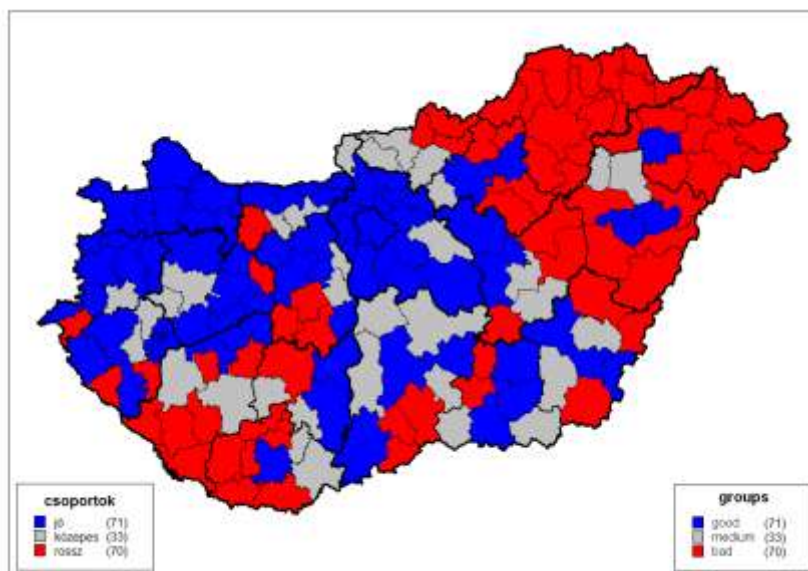 csoportok
jó (71)
közepes (33)
rossz (70)
groups
good (71)
medium (33)
bad (70)